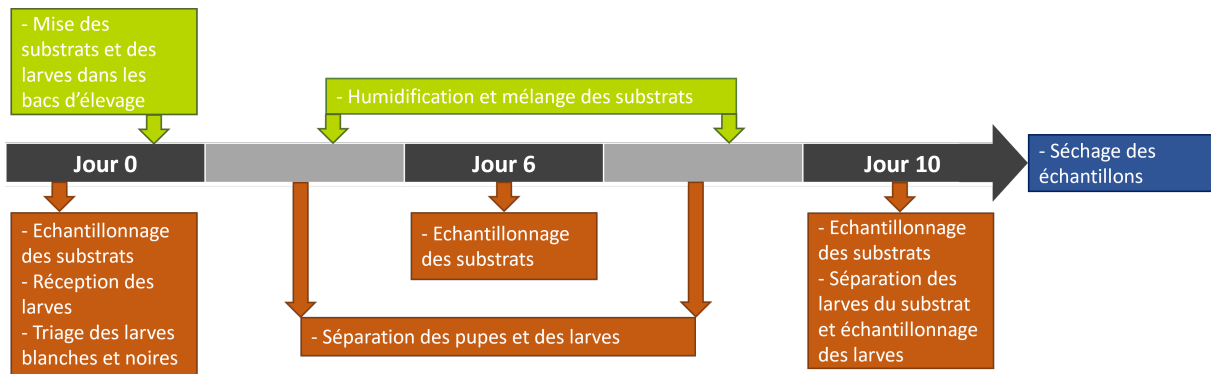 - Mise des
substrats et des
larves dans les
bacs d'élevage
- Humidification et mélange des substrats
Jour 0
Jour 6
Jour 10
- Séchage des
échantillons
- Echantillonnage
des substrats
- Réception des
larves
- Triage des larves
blanches et noires
- Echantillonnage
des substrats
- Séparation des pupes et des larves
- Echantillonnage
des substrats
- Séparation des
larves du substrat
et échantillonnage
des larves